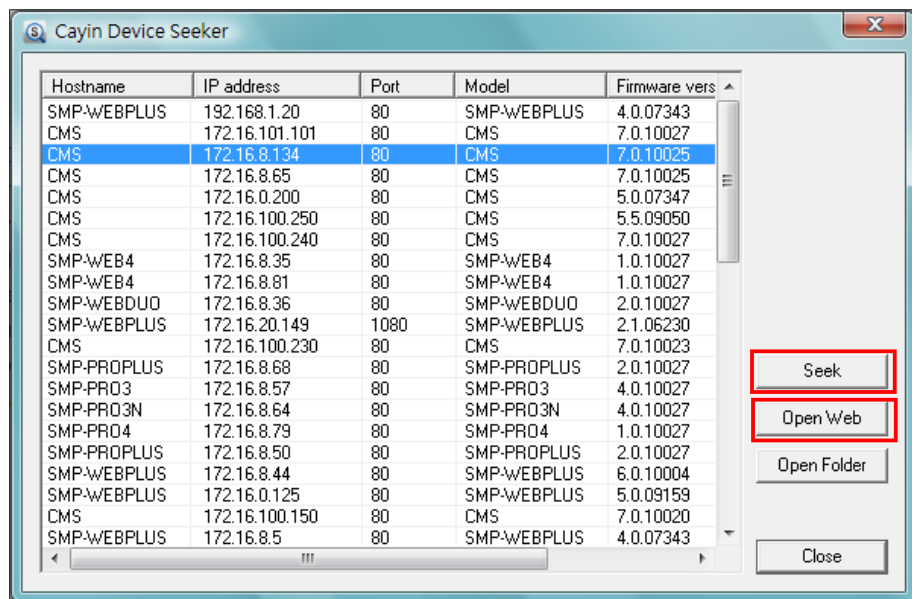 Cayin Device Seeker
Hostname IP address Port Model Firmware vers
SMP-WEBPLUS 192.168.1.20 80 SMP-WEBPLUS 4.0.07343
CMS 172.16.101.101 80 CMS 7.0.10027
CMS 172.16.8.134 80 CMS 7.0.10025
CMS 172.16.8.65 80 CMS 7.0.10025
CMS 172.16.0.200 80 CMS 5.0.07347
CMS 172.16.100.250 80 CMS 5.5.09050
CMS 172.16.100.240 80 CMS 7.0.10027
SMP-WEB4 172.16.8.35 80 SMP-WEB4 1.0.10027
SMP-WEB4 172.16.8.81 80 SMP-WEB4 1.0.10027
SMP-WEBDUO 172.16.8.36 80 SMP-WEBDUO 2.0.10027
SMP-WEBPLUS 172.16.20.149 1080 SMP-WEBPLUS 2.1.06230
CMS 172.16.100.230 80 CMS 7.0.10023
SMP-PROPLUS 172.16.8.68 80 SMP-PROPLUS 2.0.10027
SMP-PRO3 172.16.8.57 80 SMP-PRO3 4.0.10027
SMP-PRO3N 172.16.8.64 80 SMP-PRO3N 4.0.10027
SMP-PRO4 172.16.8.79 80 SMP-PRO4 1.0.10027
SMP-PROPLUS 172.16.8.50 80 SMP-PROPLUS 2.0.10027
SMP-WEBPLUS 172.16.8.44 80 SMP-WEBPLUS 6.0.10004
SMP-WEBPLUS 172.16.0.125 80 SMP-WEBPLUS 5.0.09159
CMS 172.16.100.150 80 CMS 7.0.10020
SMP-WEBPLUS 172.16.8.5 80 SMP-WEBPLUS 4.0.07343
Seek
Open Web
Open Folder
Close